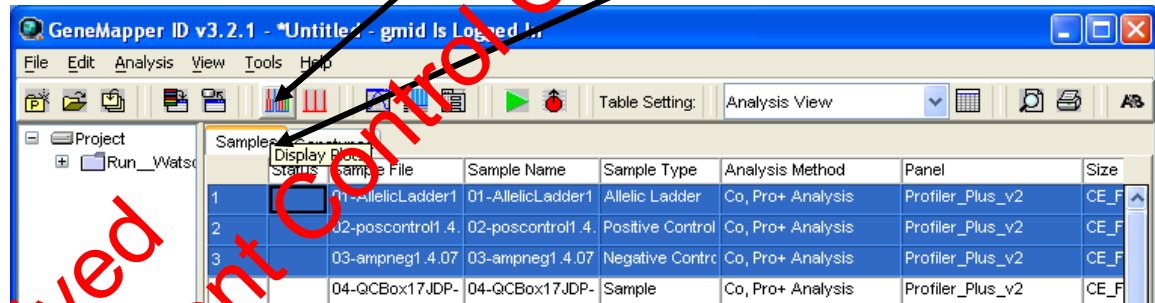 GeneMapper ID v3.2.1 - *Untitled - gmid Is Logged In
File Edit Analysis View Tools Help
Table Setting: Analysis View AB
Project
Run__Wats
Samples
Display Plots
Status Sample File Sample Name Sample Type Analysis Method Panel Size
1 01-AllelicLadder1 01-AllelicLadder1 Allelic Ladder Co, Pro+ Analysis Profiler_Plus_v2 CE_F
2 02-poscontrol1.4. 02-poscontrol1.4. Positive Control Co, Pro+ Analysis Profiler_Plus_v2 CE_F
3 03-ampneg1.4.07 03-ampneg1.4.07 Negative Contrc Co, Pro+ Analysis Profiler_Plus_v2 CE_F
04-QCBox17JDP- 04-QCBox17JDP- Sample Co, Pro+ Analysis Profiler_Plus_v2 CE_F
ved
nt Control